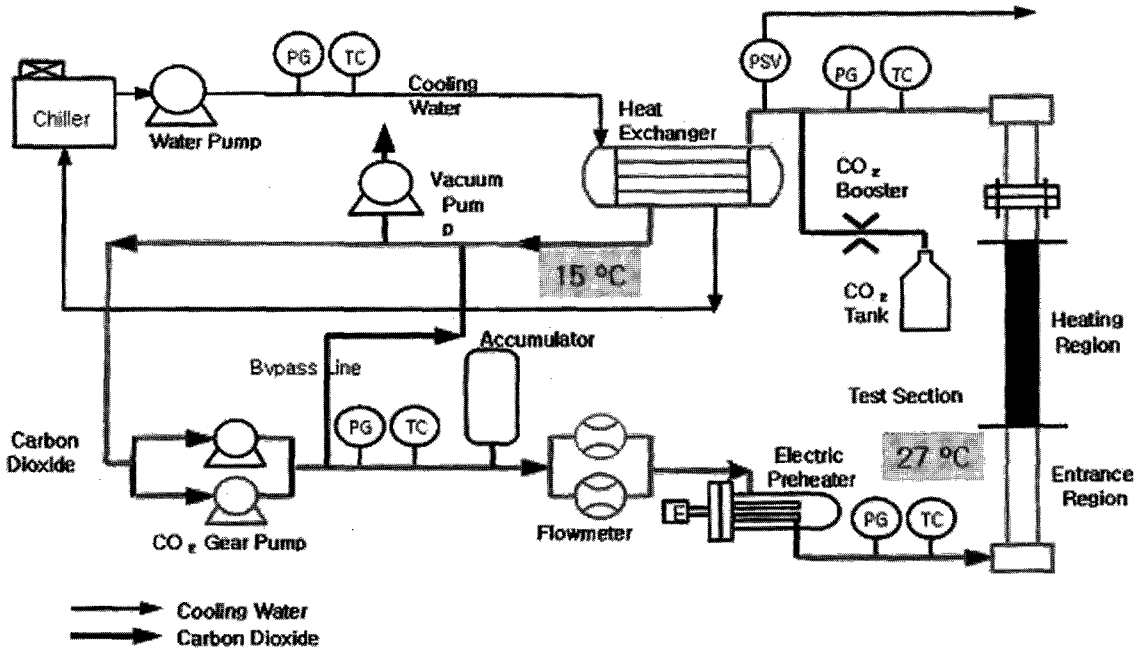 PSV
PG
TC
PG
TC
Cooling
Water
Chiller
Water Pump
Heat
Exchanger
CO₂
Booster
Vacuum
Pum
p
15 ºC
CO₂
Tank
Heating
Region
Accumulator
Bypass Line
Test Section
PG
TC
Carbon
Dioxide
27 ºC
Electric
Preheater
Entrance
Region
E
PG
TC
Flowmeter
CO₂ Gear Pump
Cooling Water
Carbon Dioxide